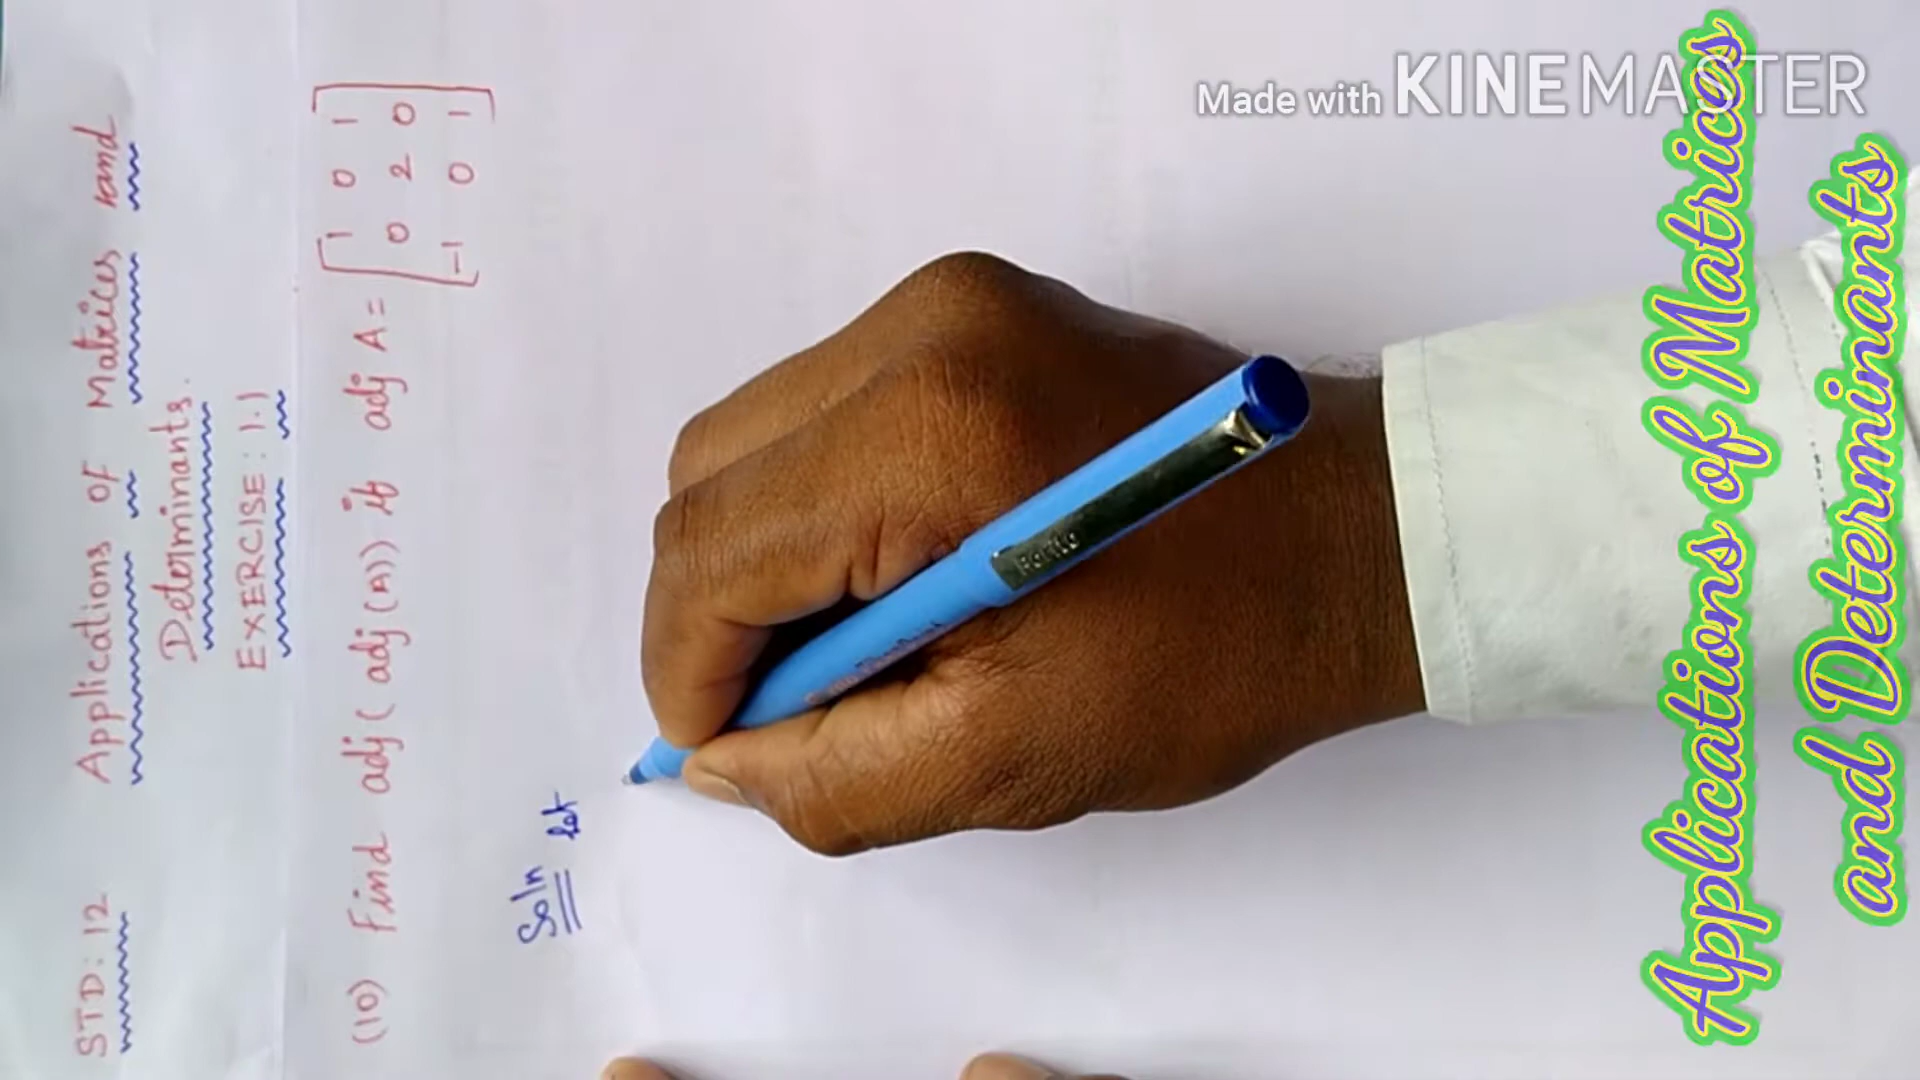 STD: 12 Applications of Matrices and
Determinants.
EXERCISE: 1.1
(10) Find adj(adj(A)) if adj A = [1 0 1
0 2 0
-1 0 1]
Soln let
Made with KINEMASTER
Applications of Matrices
and Determinants